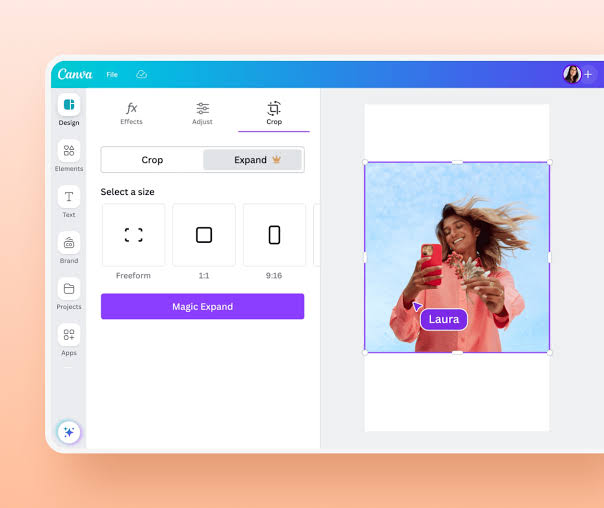 Canva File
fx
Effects Adjust Crop
Design
Elements
Text
Brand
Projects
Apps
Crop Expand
Select a size
Freeform 1:1 9:16
Magic Expand
Laura